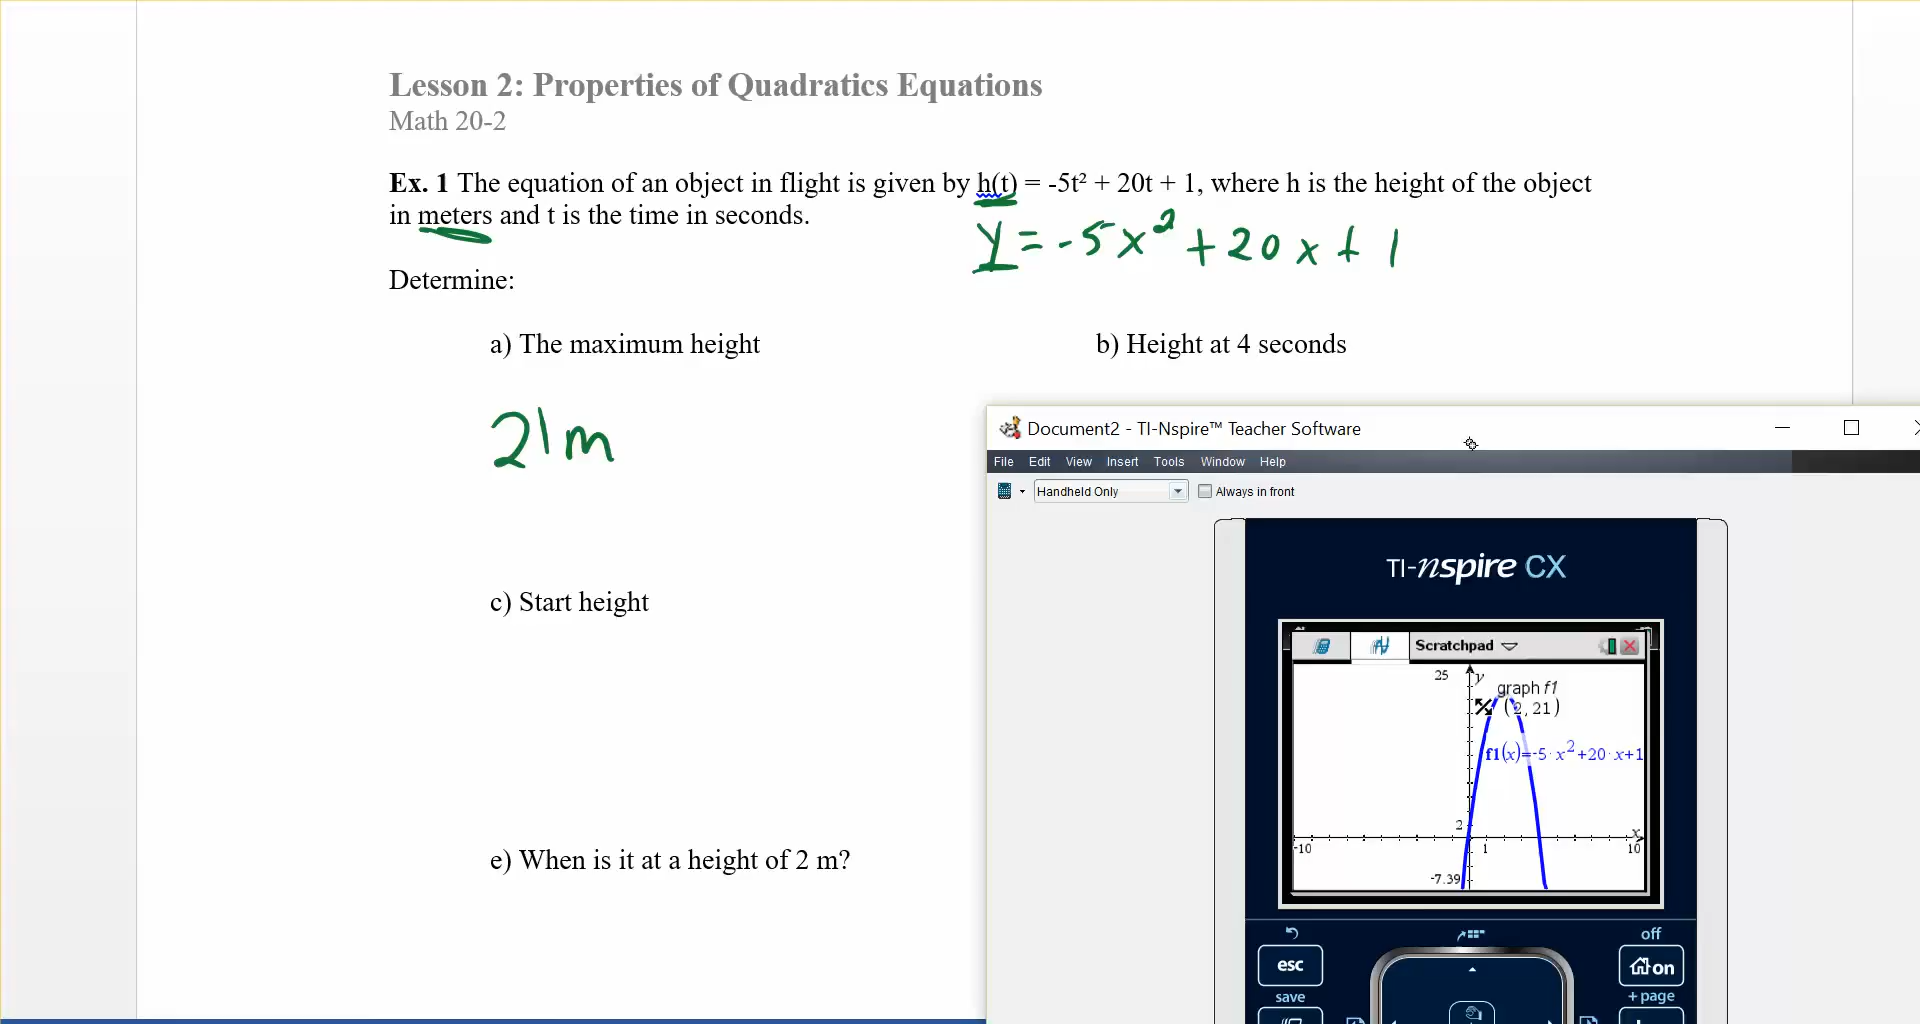 Lesson 2: Properties of Quadratics Equations
Math 20-2
Ex. 1 The equation of an object in flight is given by h(t) = -5t² + 20t + 1, where h is the height of the object
in meters and t is the time in seconds.
y = -5x² + 20x + 1
Determine:
a) The maximum height
b) Height at 4 seconds
21m
c) Start height
e) When is it at a height of 2 m?
Document2 - TI-Nspire™ Teacher Software
File Edit View Insert Tools Window Help
Handheld Only Always in front
TI-nspire CX
Scratchpad
25 y
graph f1
(2, 21)
f1(x)=-5·x²+20·x+1
2
x
-10 1 10
-7.39
off
esc
on
save
+ page